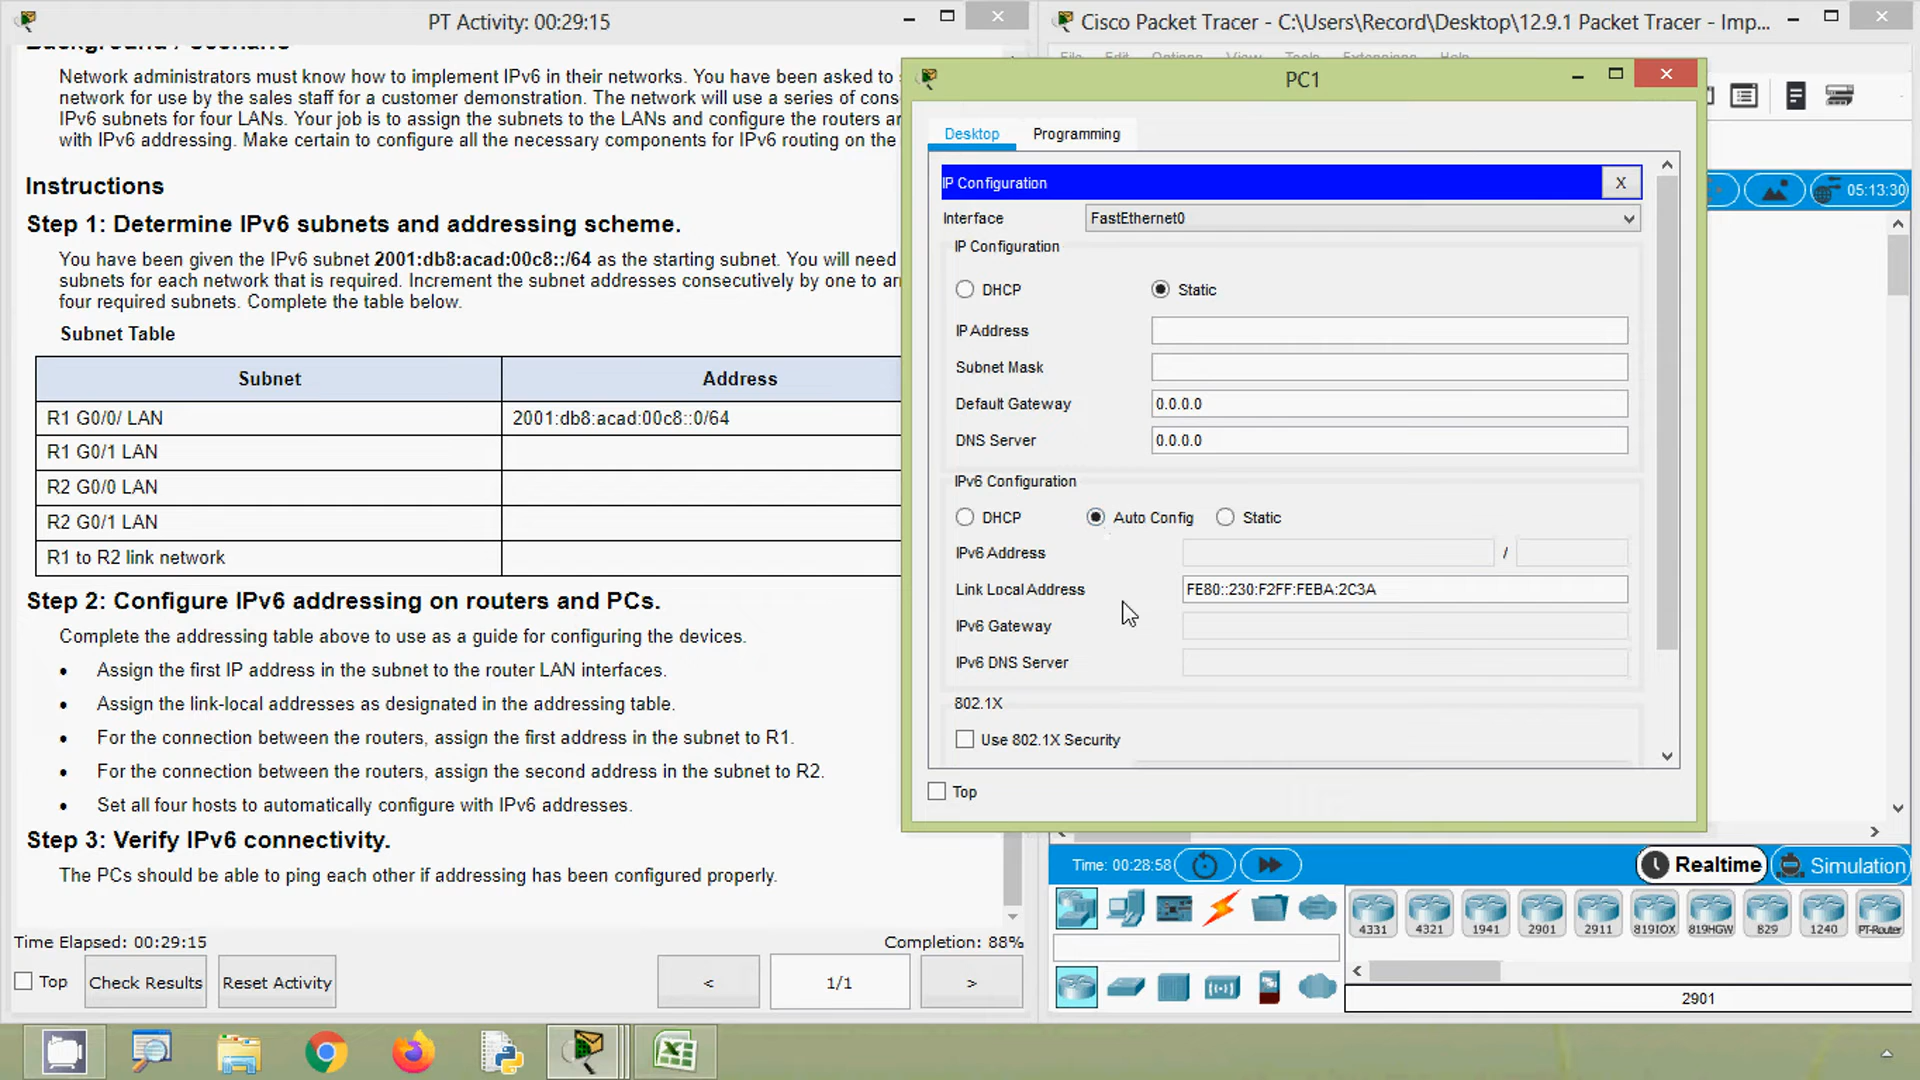 PT Activity: 00:29:15
Background / Scenario
Network administrators must know how to implement IPv6 in their networks. You have been asked to
network for use by the sales staff for a customer demonstration. The network will use a series of
IPv6 subnets for four LANs. Your job is to assign the subnets to the LANs and configure the routers
with IPv6 addressing. Make certain to configure all the necessary components for IPv6 routing on the
Instructions
Step 1: Determine IPv6 subnets and addressing scheme.
You have been given the IPv6 subnet 2001:db8:acad:00c8::/64 as the starting subnet. You will need
subnets for each network that is required. Increment the subnet addresses consecutively by one to
four required subnets. Complete the table below.
Subnet Table
Subnet
Address
R1 G0/0/ LAN
2001:db8:acad:00c8::0/64
R1 G0/1 LAN
R2 G0/0 LAN
R2 G0/1 LAN
R1 to R2 link network
Step 2: Configure IPv6 addressing on routers and PCs.
Complete the addressing table above to use as a guide for configuring the devices.
• Assign the first IP address in the subnet to the router LAN interfaces.
• Assign the link-local addresses as designated in the addressing table.
• For the connection between the routers, assign the first address in the subnet to R1.
• For the connection between the routers, assign the second address in the subnet to R2.
• Set all four hosts to automatically configure with IPv6 addresses.
Step 3: Verify IPv6 connectivity.
The PCs should be able to ping each other if addressing has been configured properly.
Time Elapsed: 00:29:15
Completion: 88%
Top
Check Results
Reset Activity
<
1/1
>
Cisco Packet Tracer - C:\Users\Record\Desktop\12.9.1 Packet Tracer - Imp...
File Edit Options View Tools Extensions Help
05:13:30
PC1
Desktop
Programming
IP Configuration
X
Interface
FastEthernet0
IP Configuration
DHCP
Static
IP Address
Subnet Mask
Default Gateway
0.0.0.0
DNS Server
0.0.0.0
IPv6 Configuration
DHCP
Auto Config
Static
IPv6 Address
/
Link Local Address
FE80::230:F2FF:FEBA:2C3A
IPv6 Gateway
IPv6 DNS Server
802.1X
Use 802.1X Security
Top
Time: 00:28:58
Realtime
Simulation
4331
4321
1941
2901
2911
819IOX
819HGW
829
1240
PT-Router
2901